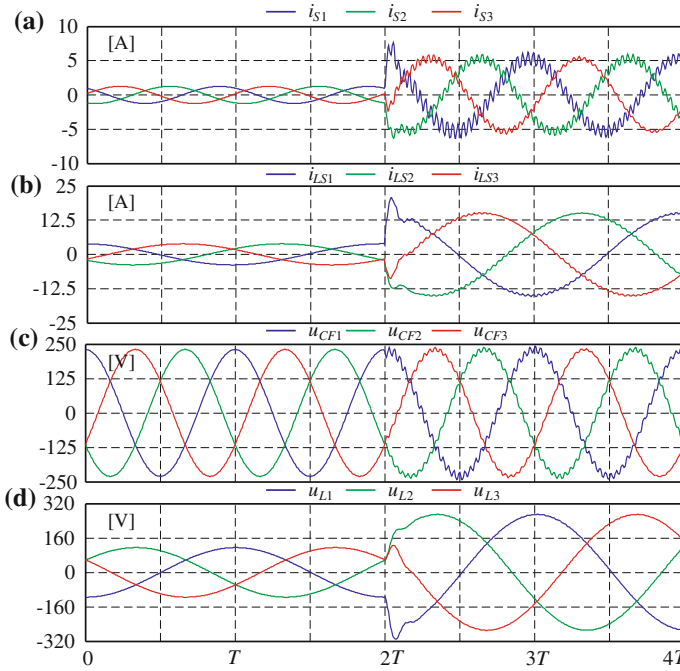 (a) i_S1 i_S2 i_S3
10
[A]
5
0
-5
-10
(b) i_LS1 i_LS2 i_LS3
25
[A]
12.5
0
-12.5
-25
(c) u_CF1 u_CF2 u_CF3
250
[V]
125
0
-125
-250
(d) u_L1 u_L2 u_L3
320
[V]
160
0
-160
-320
0 T 2T 3T 4T